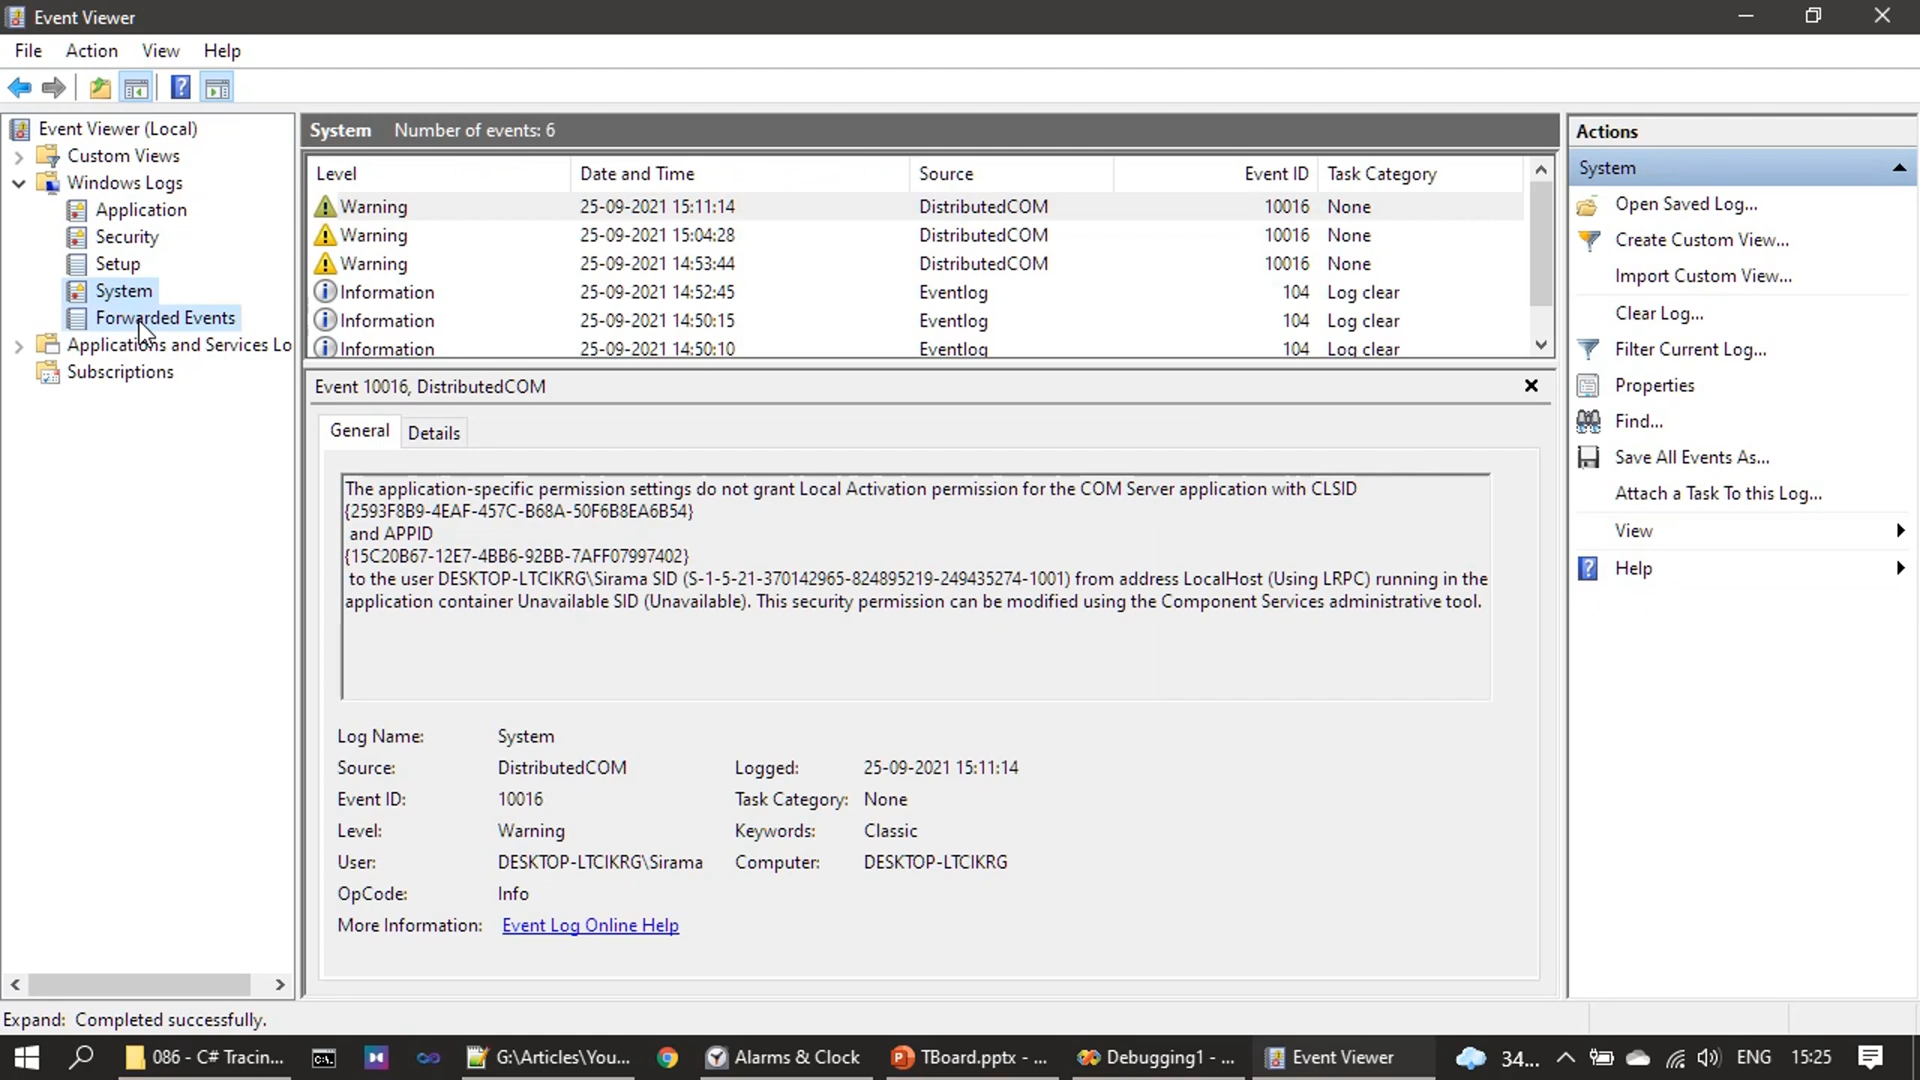 Event Viewer
File Action View Help
Event Viewer (Local)
Custom Views
Windows Logs
Application
Security
Setup
System
Forwarded Events
Applications and Services Lo
Subscriptions
System Number of events: 6
Level Date and Time Source Event ID Task Category
Warning 25-09-2021 15:11:14 DistributedCOM 10016 None
Warning 25-09-2021 15:04:28 DistributedCOM 10016 None
Warning 25-09-2021 14:53:44 DistributedCOM 10016 None
Information 25-09-2021 14:52:45 Eventlog 104 Log clear
Information 25-09-2021 14:50:15 Eventlog 104 Log clear
Information 25-09-2021 14:50:10 Eventlog 104 Log clear
Event 10016, DistributedCOM
General Details
The application-specific permission settings do not grant Local Activation permission for the COM Server application with CLSID
{2593F8B9-4EAF-457C-B68A-50F6B8EA6B54}
and APPID
{15C20B67-12E7-4BB6-92BB-7AFF07997402}
to the user DESKTOP-LTCIKRG\Sirama SID (S-1-5-21-370142965-824895219-249435274-1001) from address LocalHost (Using LRPC) running in the
application container Unavailable SID (Unavailable). This security permission can be modified using the Component Services administrative tool.
Log Name: System
Source: DistributedCOM Logged: 25-09-2021 15:11:14
Event ID: 10016 Task Category: None
Level: Warning Keywords: Classic
User: DESKTOP-LTCIKRG\Sirama Computer: DESKTOP-LTCIKRG
OpCode: Info
More Information: Event Log Online Help
Actions
System
Open Saved Log...
Create Custom View...
Import Custom View...
Clear Log...
Filter Current Log...
Properties
Find...
Save All Events As...
Attach a Task To this Log...
View
Help
Expand: Completed successfully.
086 - C# Tracin... G:\Articles\You... Alarms & Clock TBoard.pptx - ... Debugging1 - ... Event Viewer 34... ENG 15:25